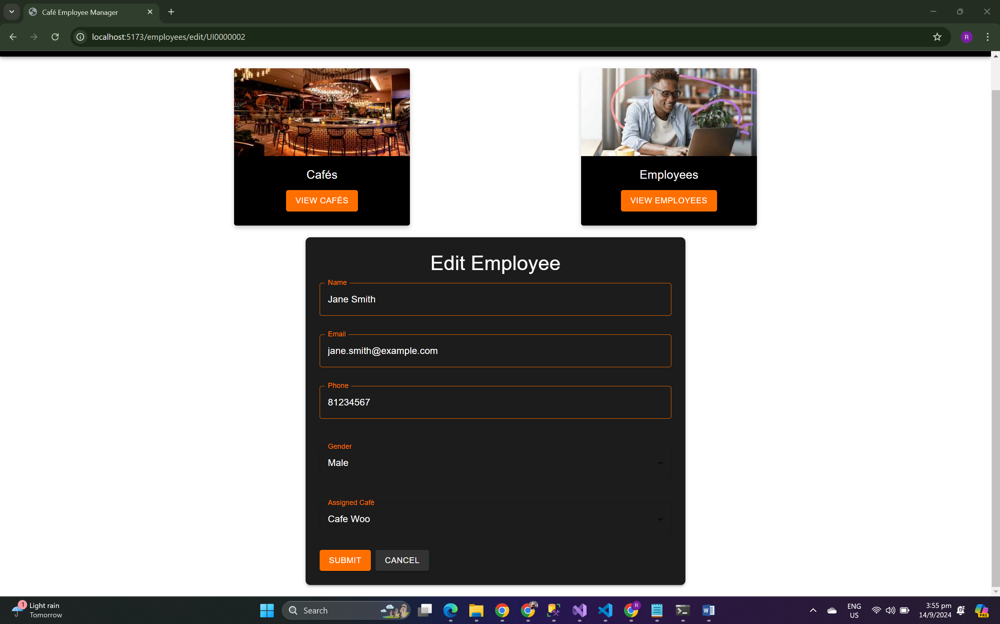 Café Employee Manager
localhost:5173/employees/edit/UI0000002
R
Cafés
VIEW CAFÉS
Employees
VIEW EMPLOYEES
Edit Employee
Name
Jane Smith
Email
jane.smith@example.com
Phone
81234567
Gender
Male
Assigned Café
Cafe Woo
SUBMIT
CANCEL
1
Light rain
Tomorrow
Search
R
W
ENG
US
3:55 pm
14/9/2024
PRE